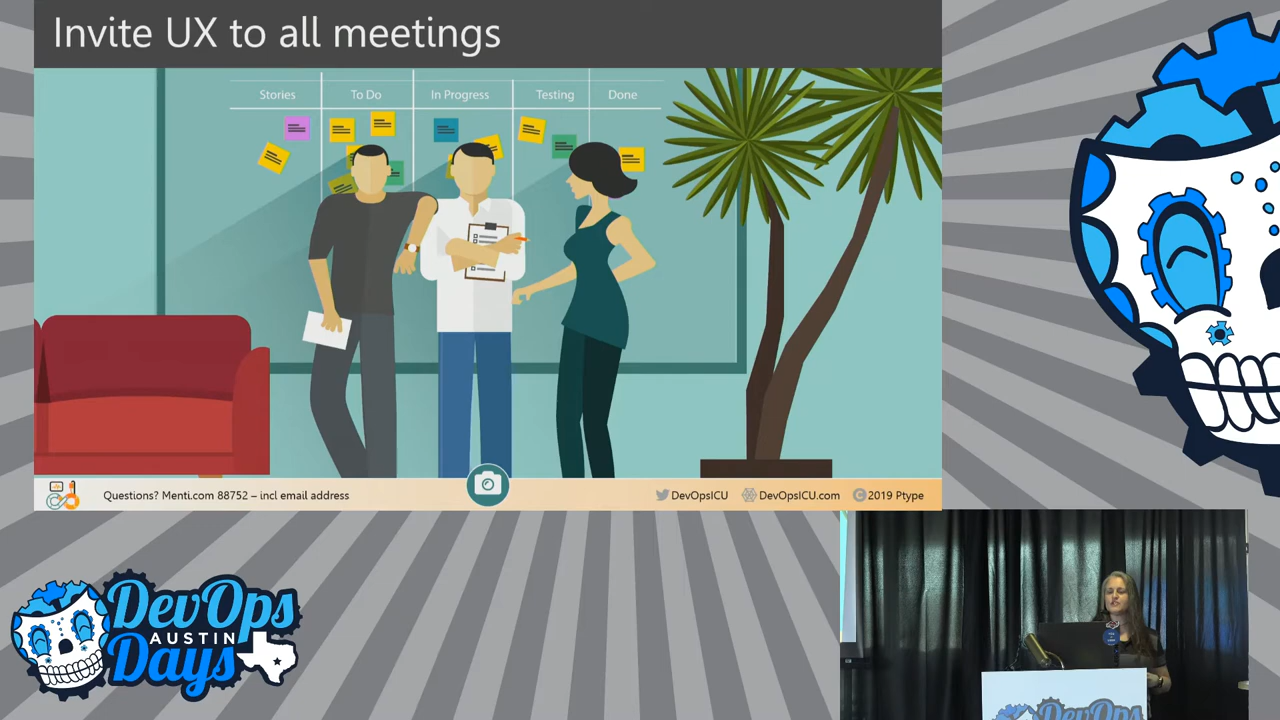 Invite UX to all meetings
Stories To Do In Progress Testing Done
Questions? Menti.com 88752 – incl email address
DevOpsICU DevOpsICU.com © 2019 Ptype
DevOps
AUSTIN
Days
DevOps